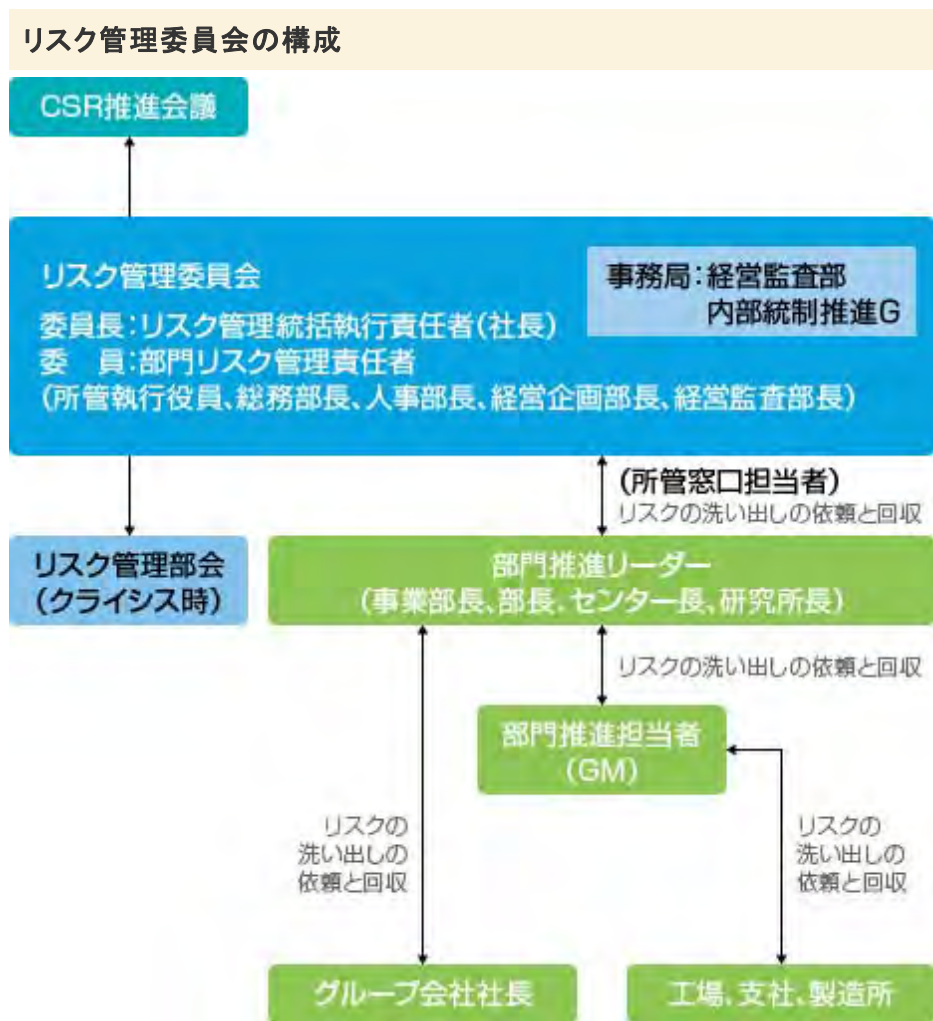 リスク管理委員会の構成
CSR推進会議
リスク管理委員会
委員長:リスク管理統括執行責任者(社長)
委　員:部門リスク管理責任者
(所管執行役員、総務部長、人事部長、経営企画部長、経営監査部長)
事務局:経営監査部
内部統制推進G
(所管窓口担当者)
リスクの洗い出しの依頼と回収
リスク管理部会
(クライシス時)
部門推進リーダー
(事業部長、部長、センター長、研究所長)
リスクの洗い出しの依頼と回収
部門推進担当者
(GM)
リスクの
洗い出しの
依頼と回収
リスクの
洗い出しの
依頼と回収
グループ会社社長
工場、支社、製造所